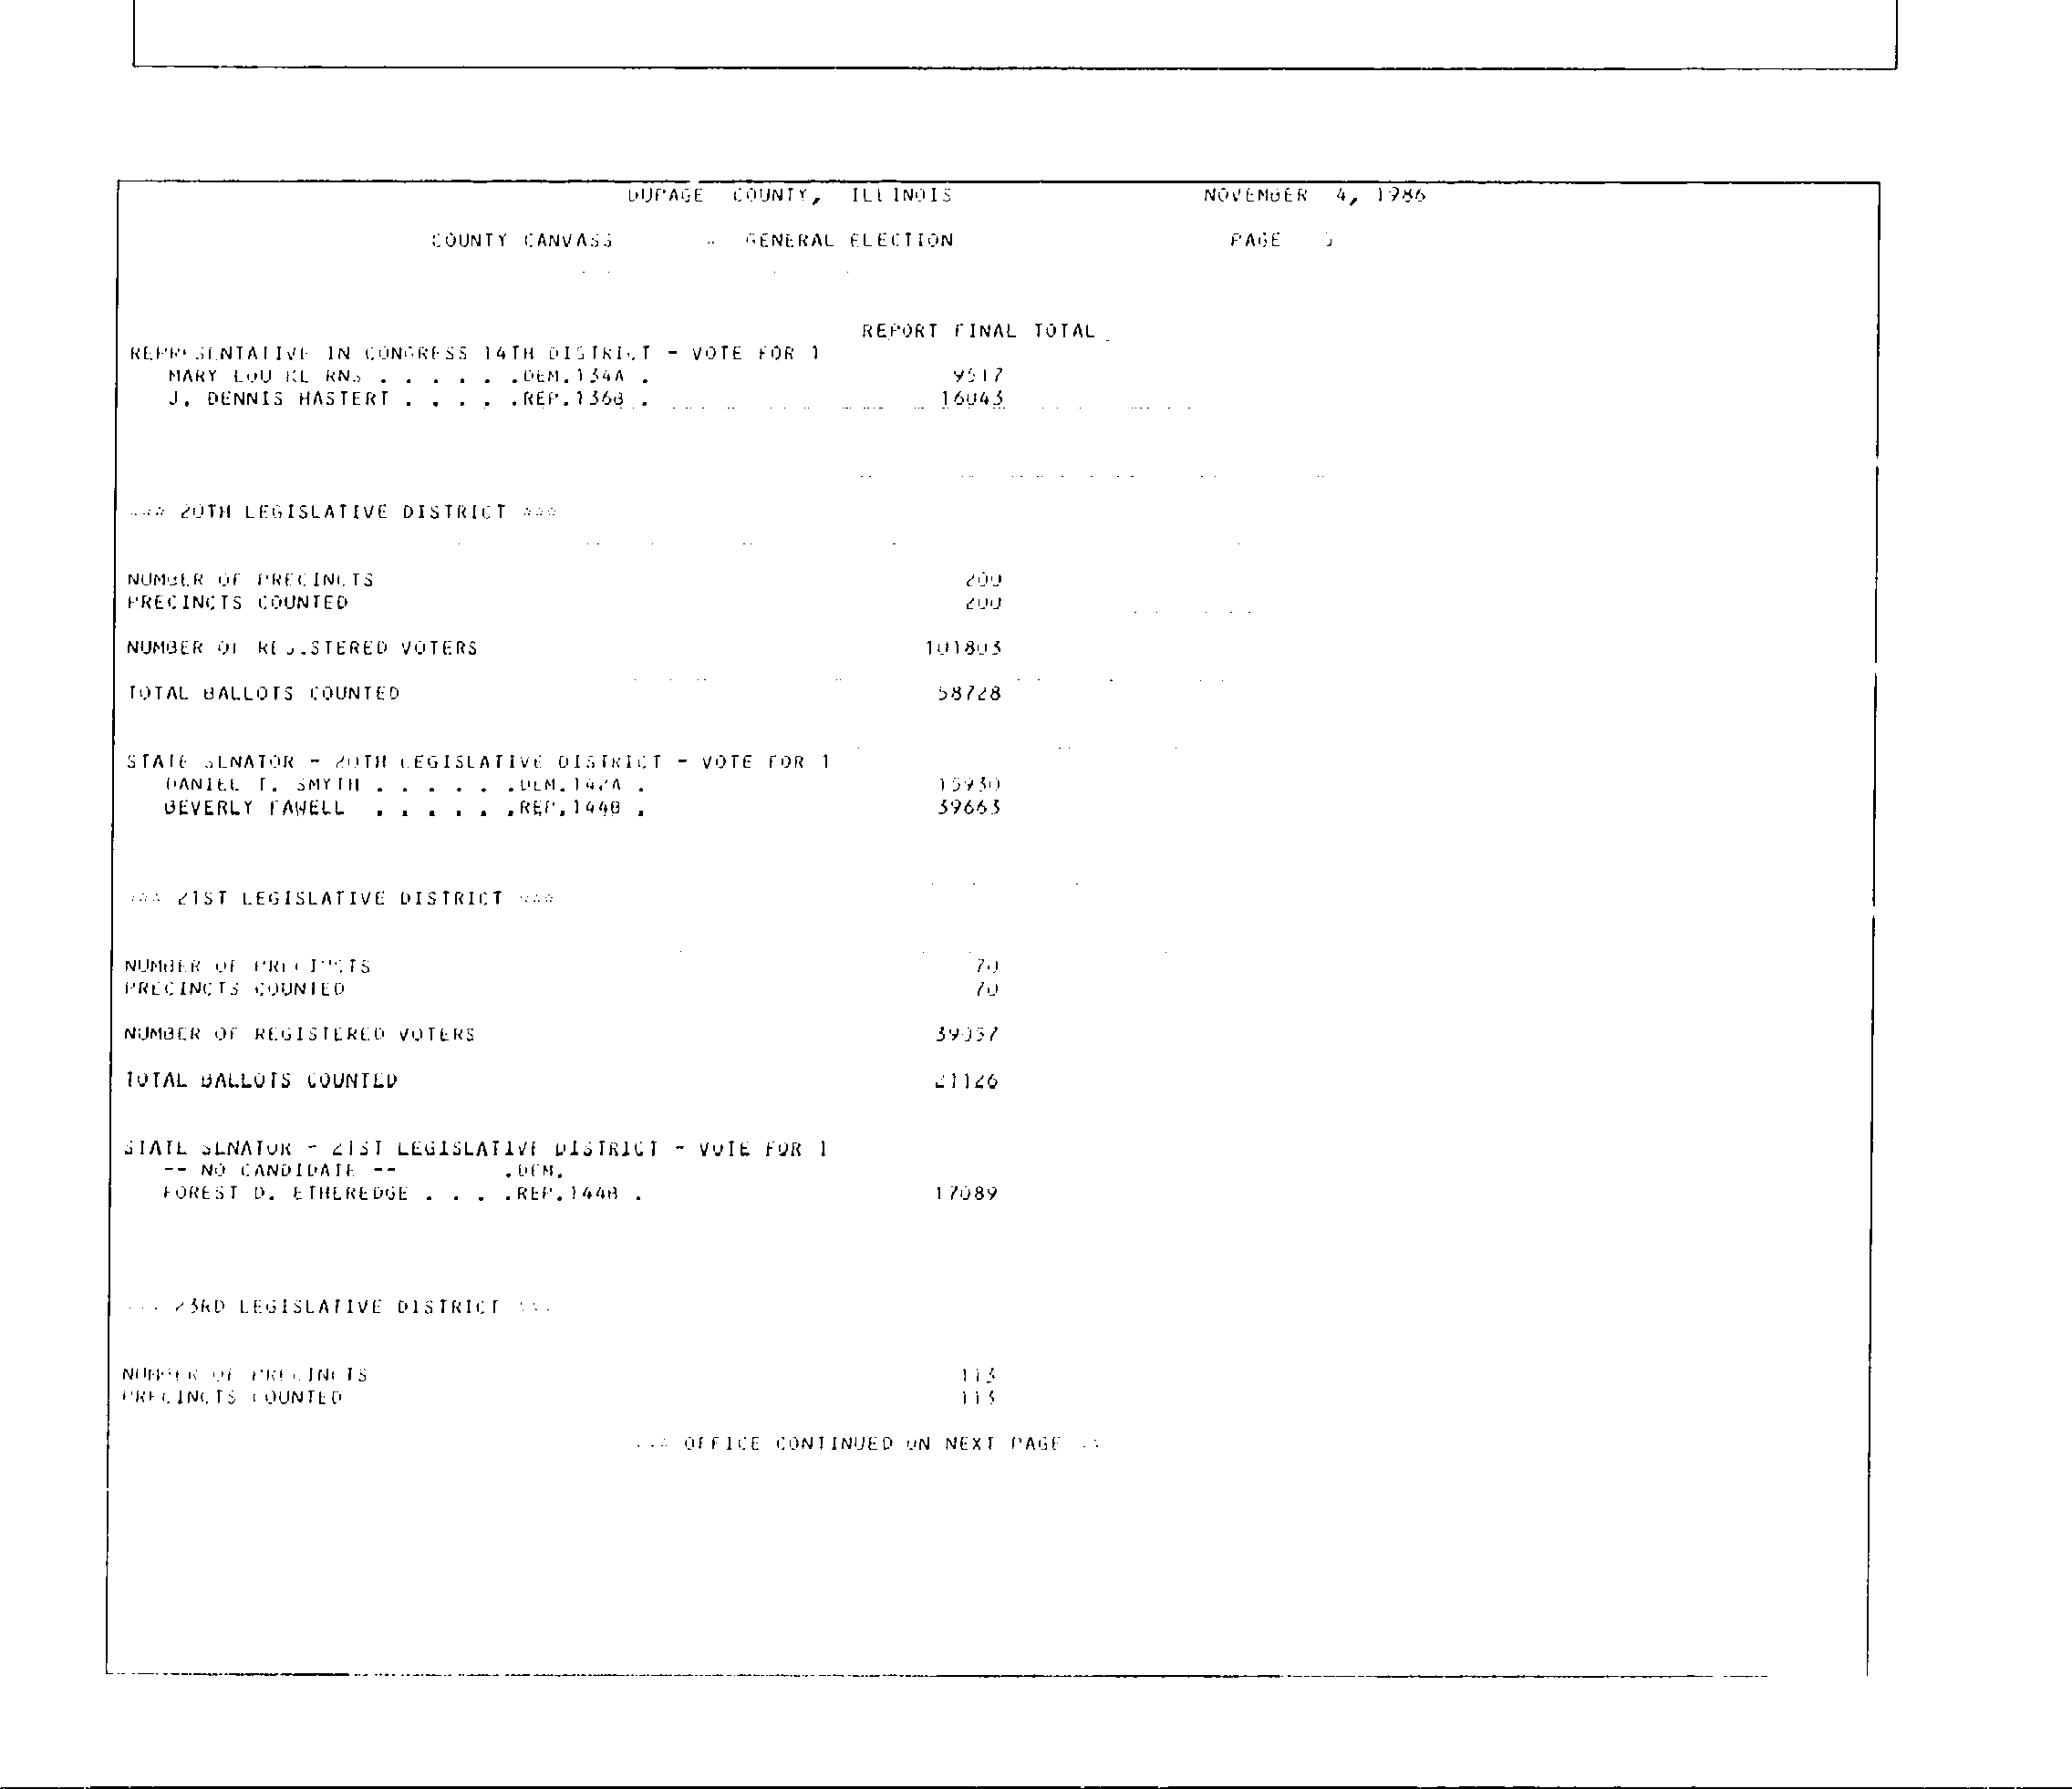 DUPAGE COUNTY, ILLINOIS NOVEMBER 4, 1986
COUNTY CANVASS - GENERAL ELECTION PAGE
REPORT FINAL TOTAL
REPRESENTATIVE IN CONGRESS 14TH DISTRICT - VOTE FOR 1
MARY LOU KERNS . . . . . .DEM.134A . 9517
J. DENNIS HASTERT . . . . .REP.136B . 16043
*** 20TH LEGISLATIVE DISTRICT ***
NUMBER OF PRECINCTS 200
PRECINCTS COUNTED 200
NUMBER OF REGISTERED VOTERS 101803
TOTAL BALLOTS COUNTED 58728
STATE SENATOR - 20TH LEGISLATIVE DISTRICT - VOTE FOR 1
DANIEL T. SMYTH . . . . . .DEM.142A . 15930
BEVERLY FAWELL . . . . . .REP.144B . 39663
*** 21ST LEGISLATIVE DISTRICT ***
NUMBER OF PRECINCTS 70
PRECINCTS COUNTED 70
NUMBER OF REGISTERED VOTERS
TOTAL BALLOTS COUNTED 21126
STATE SENATOR - 21ST LEGISLATIVE DISTRICT - VOTE FOR 1
-- NO CANDIDATE -- .DEM.
FOREST D. ETHEREDGE . . . .REP.144B . 17089
*** 23RD LEGISLATIVE DISTRICT ***
NUMBER OF PRECINCTS 113
PRECINCTS COUNTED 113
*** OFFICE CONTINUED ON NEXT PAGE **